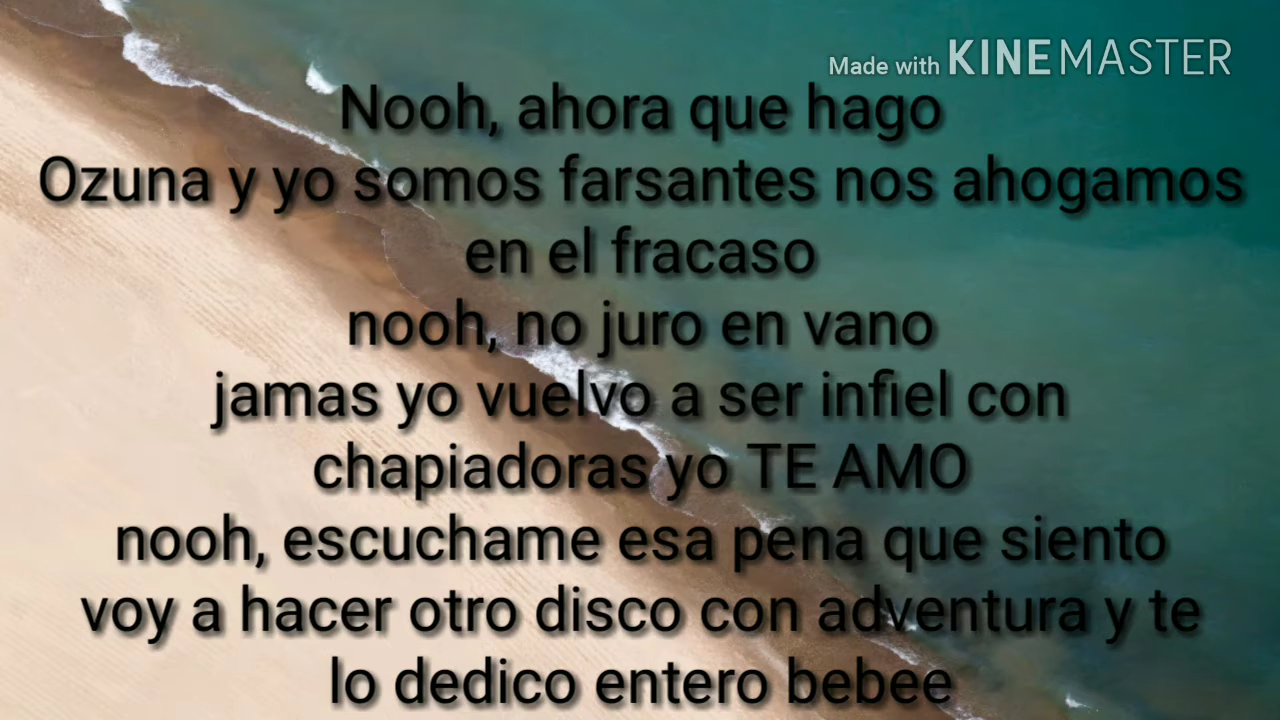 Made with KINEMASTER
Nooh, ahora que hago
Ozuna y yo somos farsantes nos ahogamos
en el fracaso
nooh, no juro en vano
jamas yo vuelvo a ser infiel con
chapiadoras yo TE AMO
nooh, escuchame esa pena que siento
voy a hacer otro disco con adventura y te
lo dedico entero bebee